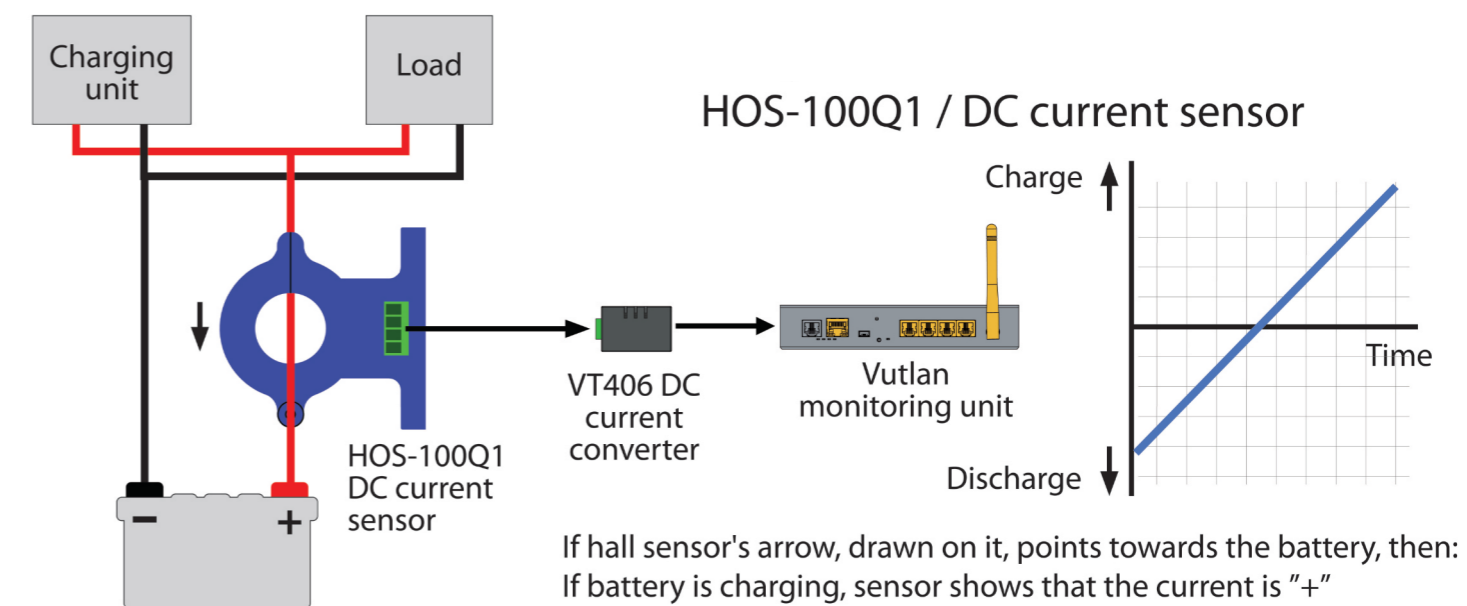 Charging
unit
Load
HOS-100Q1 / DC current sensor
Charge
Time
Discharge
VT406 DC
current
converter
Vutlan
monitoring unit
HOS-100Q1
DC current
sensor
−
+
If hall sensor's arrow, drawn on it, points towards the battery, then:
If battery is charging, sensor shows that the current is ”+”